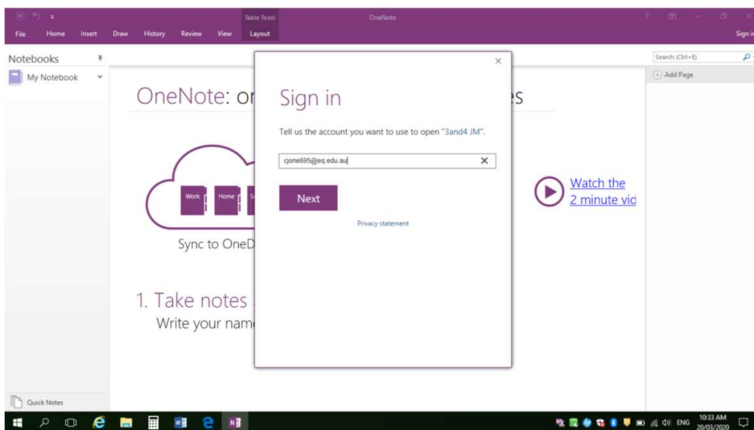 Table Tools
OneNote
File Home Insert Draw History Review View Layout
Sign i
Notebooks
My Notebook
Search (Ctrl+E)
Add Page
OneNote: or
es
Work Home
Sync to OneD
1. Take notes
Write your name
Watch the
2 minute vid
Sign in
Tell us the account you want to use to open "3and4 JM".
cjone695@eq.edu.au
Next
Privacy statement
Quick Notes
ENG
10:33 AM
20/03/2020